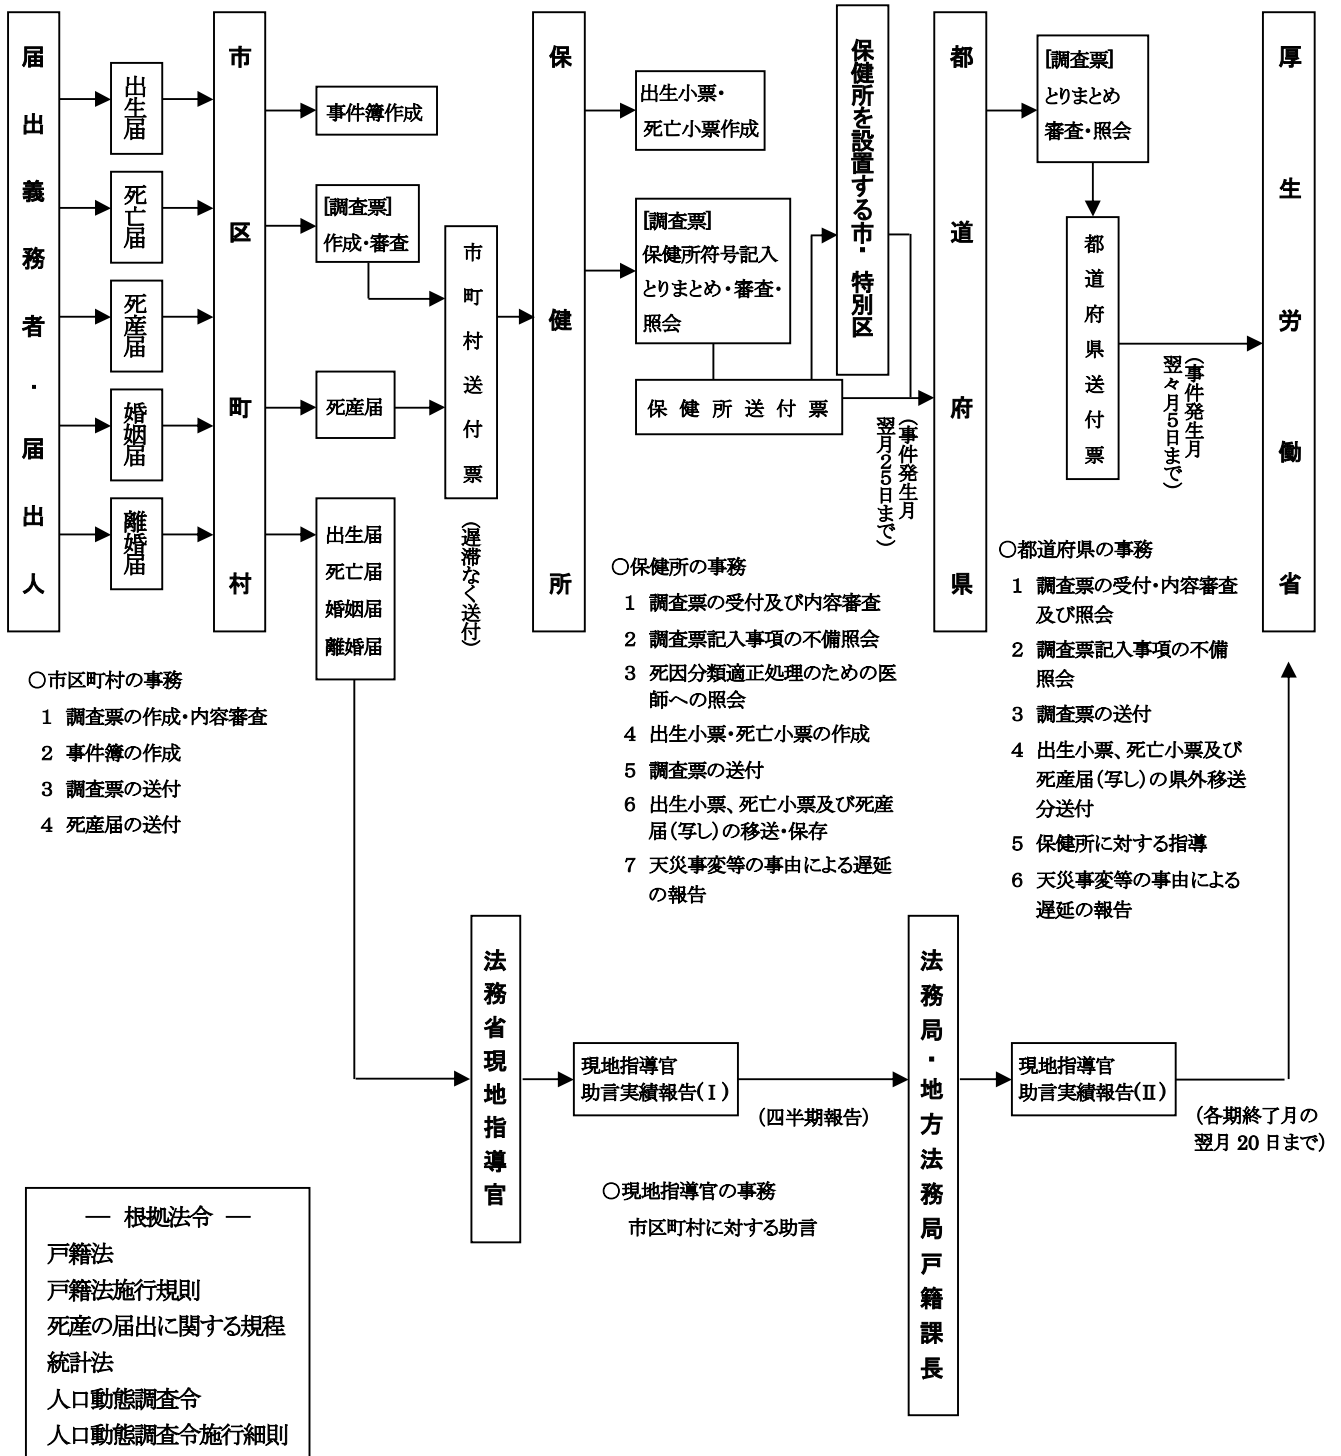 届出義務者・届出人
出生届
死亡届
死産届
婚姻届
離婚届
市区町村
事件簿作成
[調査票]
作成・審査
死産届
出生届
死亡届
婚姻届
離婚届
市町村送付票
(遅滞なく送付)
保健所
出生小票・
死亡小票作成
[調査票]
保健所符号記入
とりまとめ・審査・
照会
保健所送付票
保健所を設置する市・特別区
(事件発生月
翌月25日まで)
都道府県
[調査票]
とりまとめ
審査・照会
都道府県送付票
(事件発生月
翌々月5日まで)
厚生労働省
○市区町村の事務
1 調査票の作成・内容審査
2 事件簿の作成
3 調査票の送付
4 死産届の送付
○保健所の事務
1 調査票の受付及び内容審査
2 調査票記入事項の不備照会
3 死因分類適正処理のための医
師への照会
4 出生小票・死亡小票の作成
5 調査票の送付
6 出生小票、死亡小票及び死産
届(写し)の移送・保存
7 天災事変等の事由による遅延
の報告
○都道府県の事務
1 調査票の受付・内容審査
及び照会
2 調査票記入事項の不備
照会
3 調査票の送付
4 出生小票、死亡小票及び
死産届(写し)の県外移送
分送付
5 保健所に対する指導
6 天災事変等の事由による
遅延の報告
法務省現地指導官
現地指導官
助言実績報告(Ⅰ)
(四半期報告)
法務局・地方法務局戸籍課長
現地指導官
助言実績報告(Ⅱ)
(各期終了月の
翌月20日まで)
○現地指導官の事務
市区町村に対する助言
― 根拠法令 ―
戸籍法
戸籍法施行規則
死産の届出に関する規程
統計法
人口動態調査令
人口動態調査令施行細則